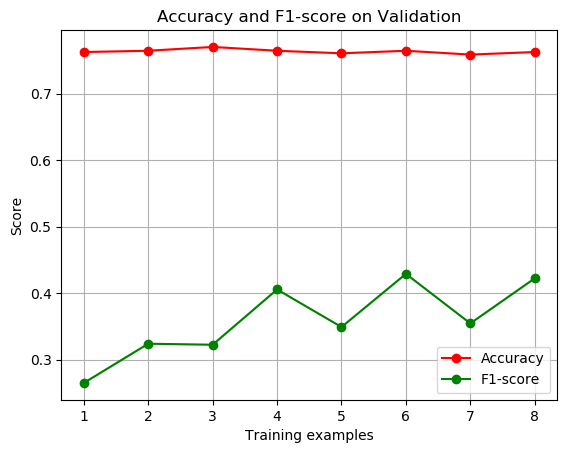 Accuracy and F1-score on Validation
Score
0.7
0.6
0.5
0.4
0.3
Accuracy
F1-score
1 2 3 4 5 6 7 8
Training examples